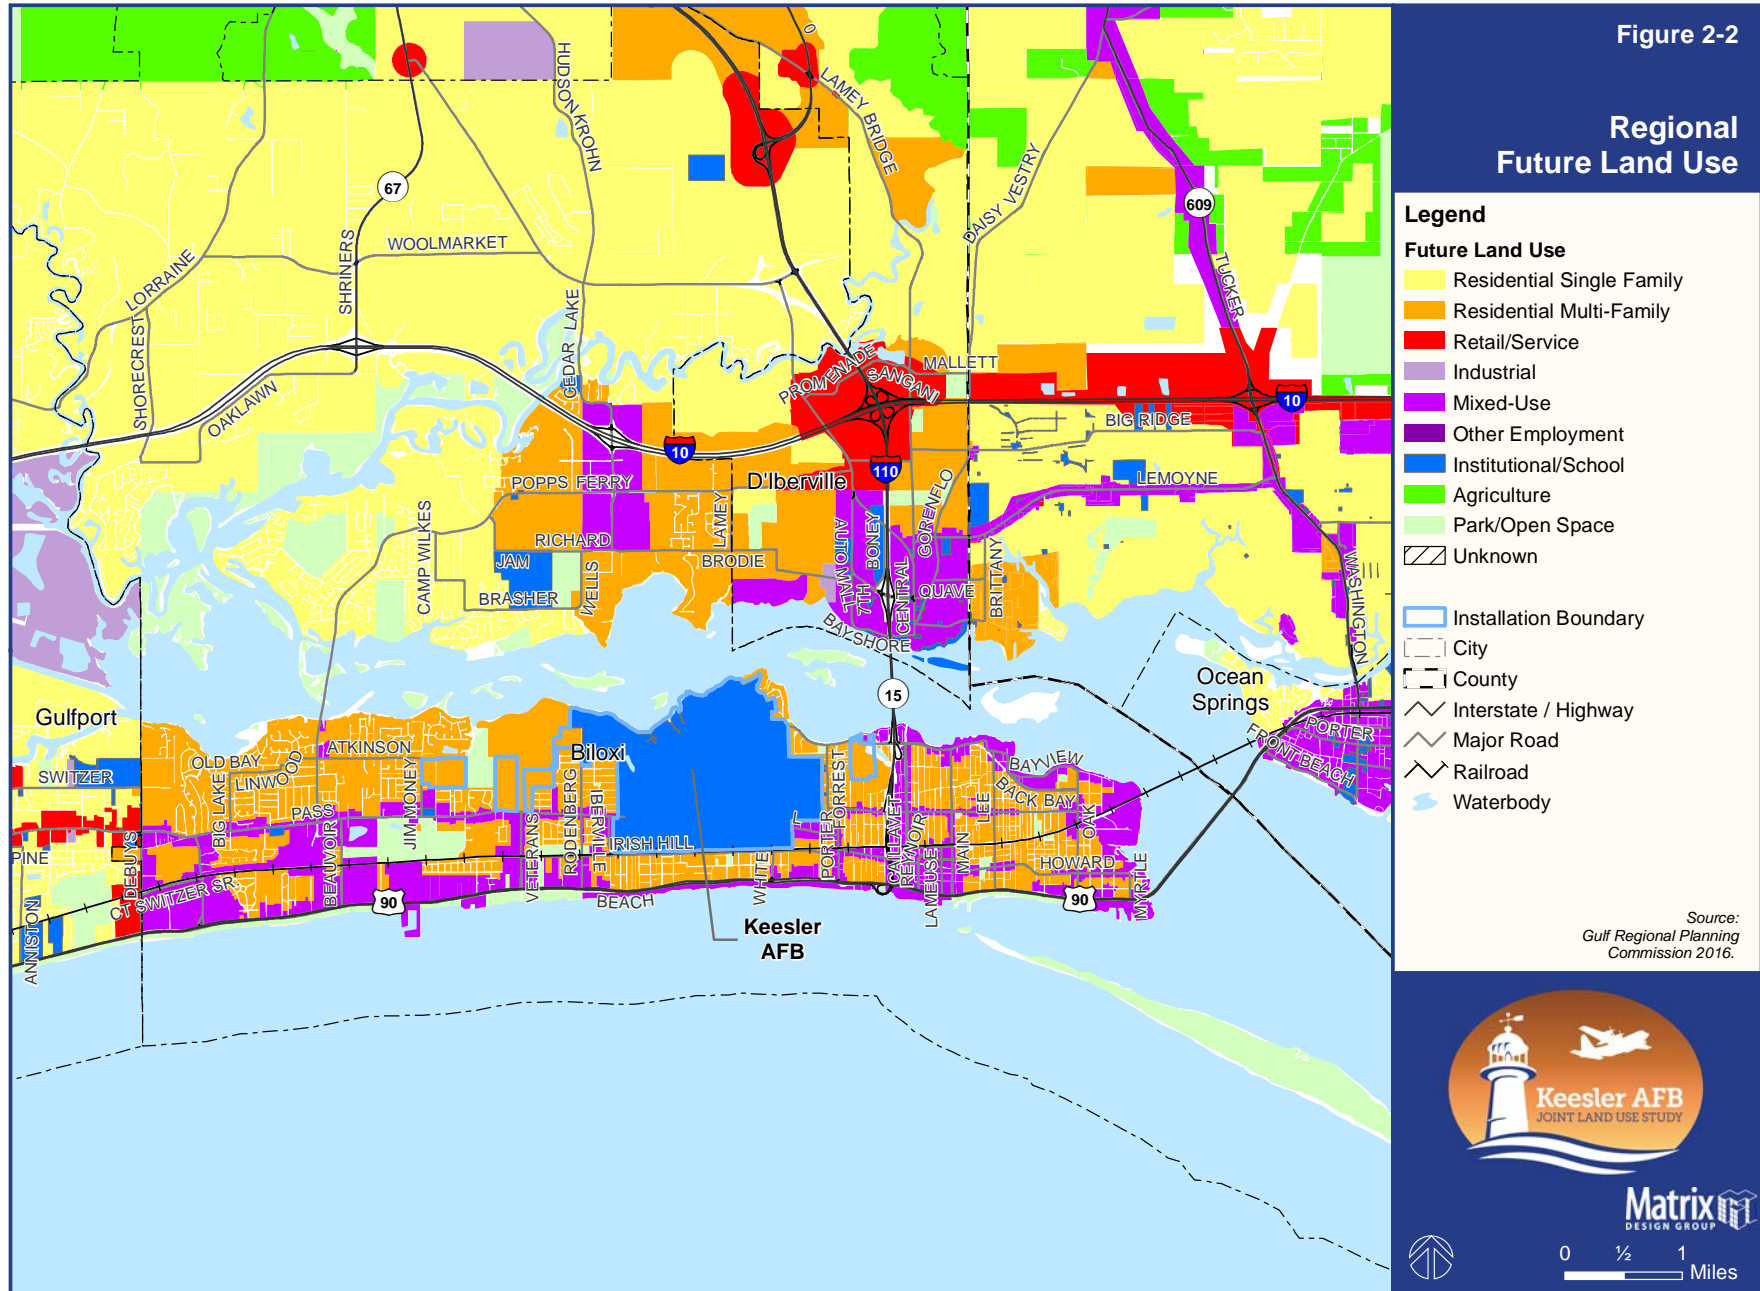 Figure 2-2
Regional
Future Land Use
Legend
Future Land Use
Residential Single Family
Residential Multi-Family
Retail/Service
Industrial
Mixed-Use
Other Employment
Institutional/School
Agriculture
Park/Open Space
Unknown
Installation Boundary
City
County
Interstate / Highway
Major Road
Railroad
Waterbody
Source:
Gulf Regional Planning
Commission 2016.
Keesler AFB
JOINT LAND USE STUDY
Matrix
DESIGN GROUP
0 ½ 1
Miles
HUDSON KROHN
LAMEY BRIDGE
67
609
DAISY VESTRY
WOOLMARKET
LORRAINE
SHRINERS
TUCKER
SHORECREST
CEDAR LAKE
OAKLAWN
PROMENADE
SANGANI
MALLETT
10
BIG RIDGE
10
110
D'Iberville
POPPS FERRY
LEMOYNE
CAMP WILKES
LAMEY
GORENFLO
AUTO MALL
BONEY
RICHARD
JAM
BRODIE
BRASHER
WELLS
HILL
CENTRAL
QUAVE
BRITTANY
WASHINGTON
BAYSHORE
15
Ocean
Springs
Gulfport
PORTER
FRONT BEACH
Biloxi
SWITZER
OLD BAY
ATKINSON
LINWOOD
BIG LAKE
JIM MONEY
BAYVIEW
BACK BAY
PASS
BEAUVOIR
VETERANS
RODENBERG
IBERVILLE
IRISH HILL
WHITE
PORTER
FORREST
CAILLAVET
REYNOIR
LAMEUSE
MAIN
LEE
OAK
HOWARD
MYRTLE
PINE
DEBUYS
CT SWITZER SR.
90
BEACH
90
ANNISTON
Keesler
AFB